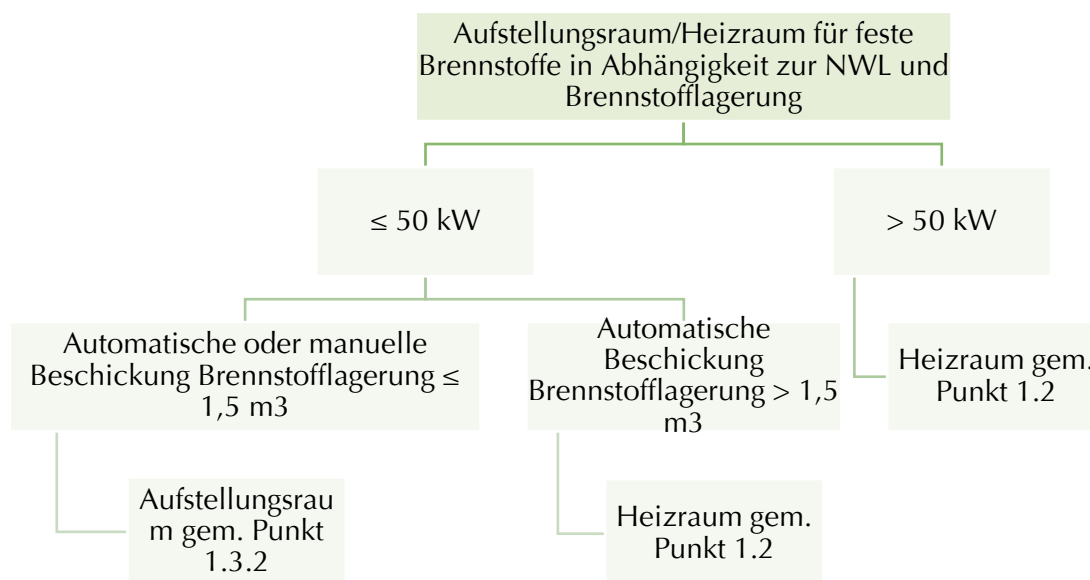 Aufstellungsraum/Heizraum für feste
Brennstoffe in Abhängigkeit zur NWL und
Brennstofflagerung
≤ 50 kW
> 50 kW
Automatische oder manuelle
Beschickung Brennstofflagerung ≤
1,5 m3
Automatische
Beschickung
Brennstofflagerung > 1,5
m3
Heizraum gem.
Punkt 1.2
Aufstellungsrau
m gem. Punkt
1.3.2
Heizraum gem.
Punkt 1.2